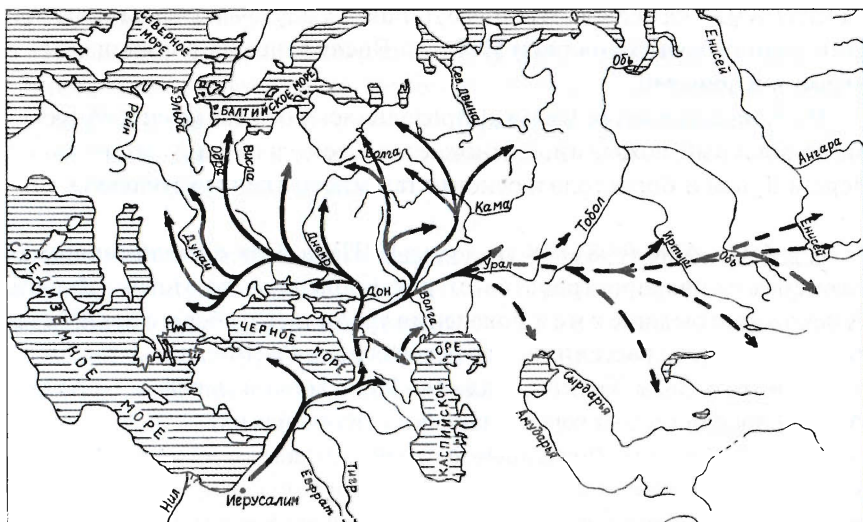 СЕВЕРНОЕ
МОРЕ
БАЛТИЙСКОЕ МОРЕ
Рейн
Эльба
Одра
Висла
Сев. Двина
Обь
Енисей
Ангара
Волга
Кама
Тобол
Иртыш
Обь
Енисей
Дунай
Днепр
Дон
Волга
Урал
СРЕДИЗЕМНОЕ
МОРЕ
ЧЕРНОЕ МОРЕ
КАСПИЙСКОЕ
МОРЕ
Сырдарья
Амударья
Нил
Иерусалим
Евфрат
Тигр